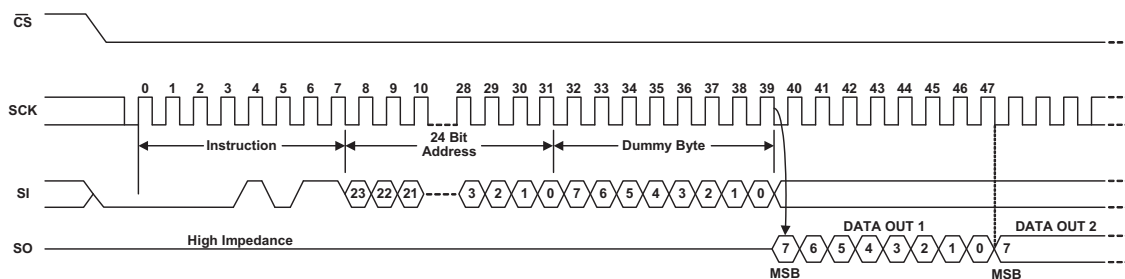 CS
0 1 2 3 4 5 6 7 8 9 10 28 29 30 31 32 33 34 35 36 37 38 39 40 41 42 43 44 45 46 47
SCK
Instruction
24 Bit
Address
Dummy Byte
SI
23 22 21 3 2 1 0 7 6 5 4 3 2 1 0
High Impedance
DATA OUT 1
DATA OUT 2
SO
7 6 5 4 3 2 1 0 7
MSB
MSB